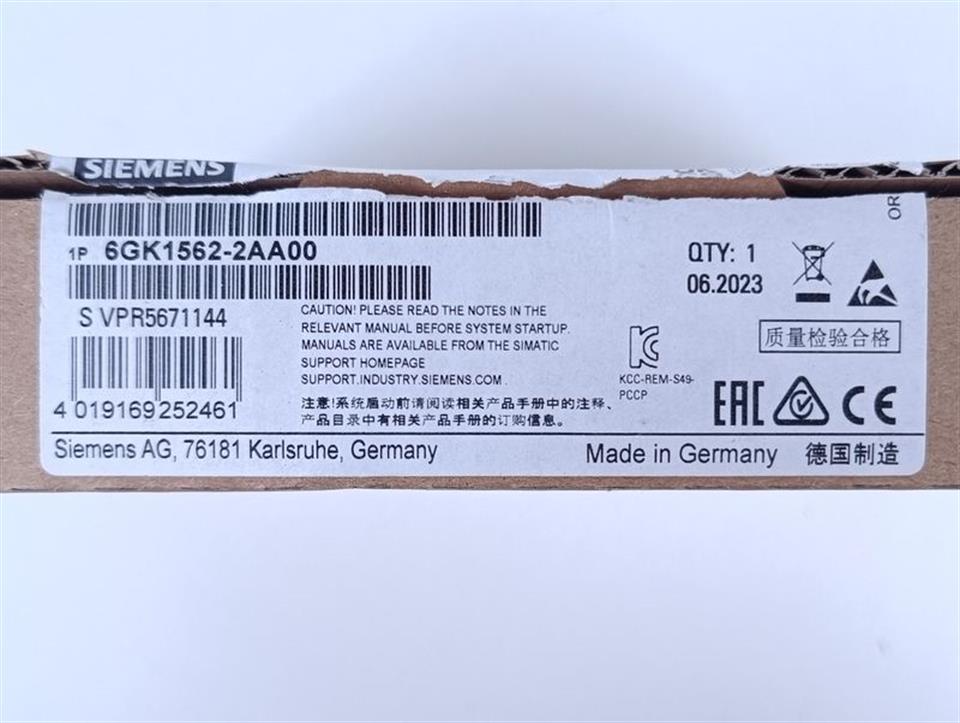 SIEMENS
1P 6GK1562-2AA00
QTY: 1
06.2023
OR
S VPR5671144
CAUTION! PLEASE READ THE NOTES IN THE
RELEVANT MANUAL BEFORE SYSTEM STARTUP.
MANUALS ARE AVAILABLE FROM THE SIMATIC
SUPPORT HOMEPAGE
SUPPORT.INDUSTRY.SIEMENS.COM.
注意!系统启动前请阅读相关产品手册中的注释、
产品目录中有相关产品手册的订购信息。
KCC-REM-S49-
PCCP
质量检验合格
EAC
CE
4 019169 252461
Siemens AG, 76181 Karlsruhe, Germany
Made in Germany 德国制造